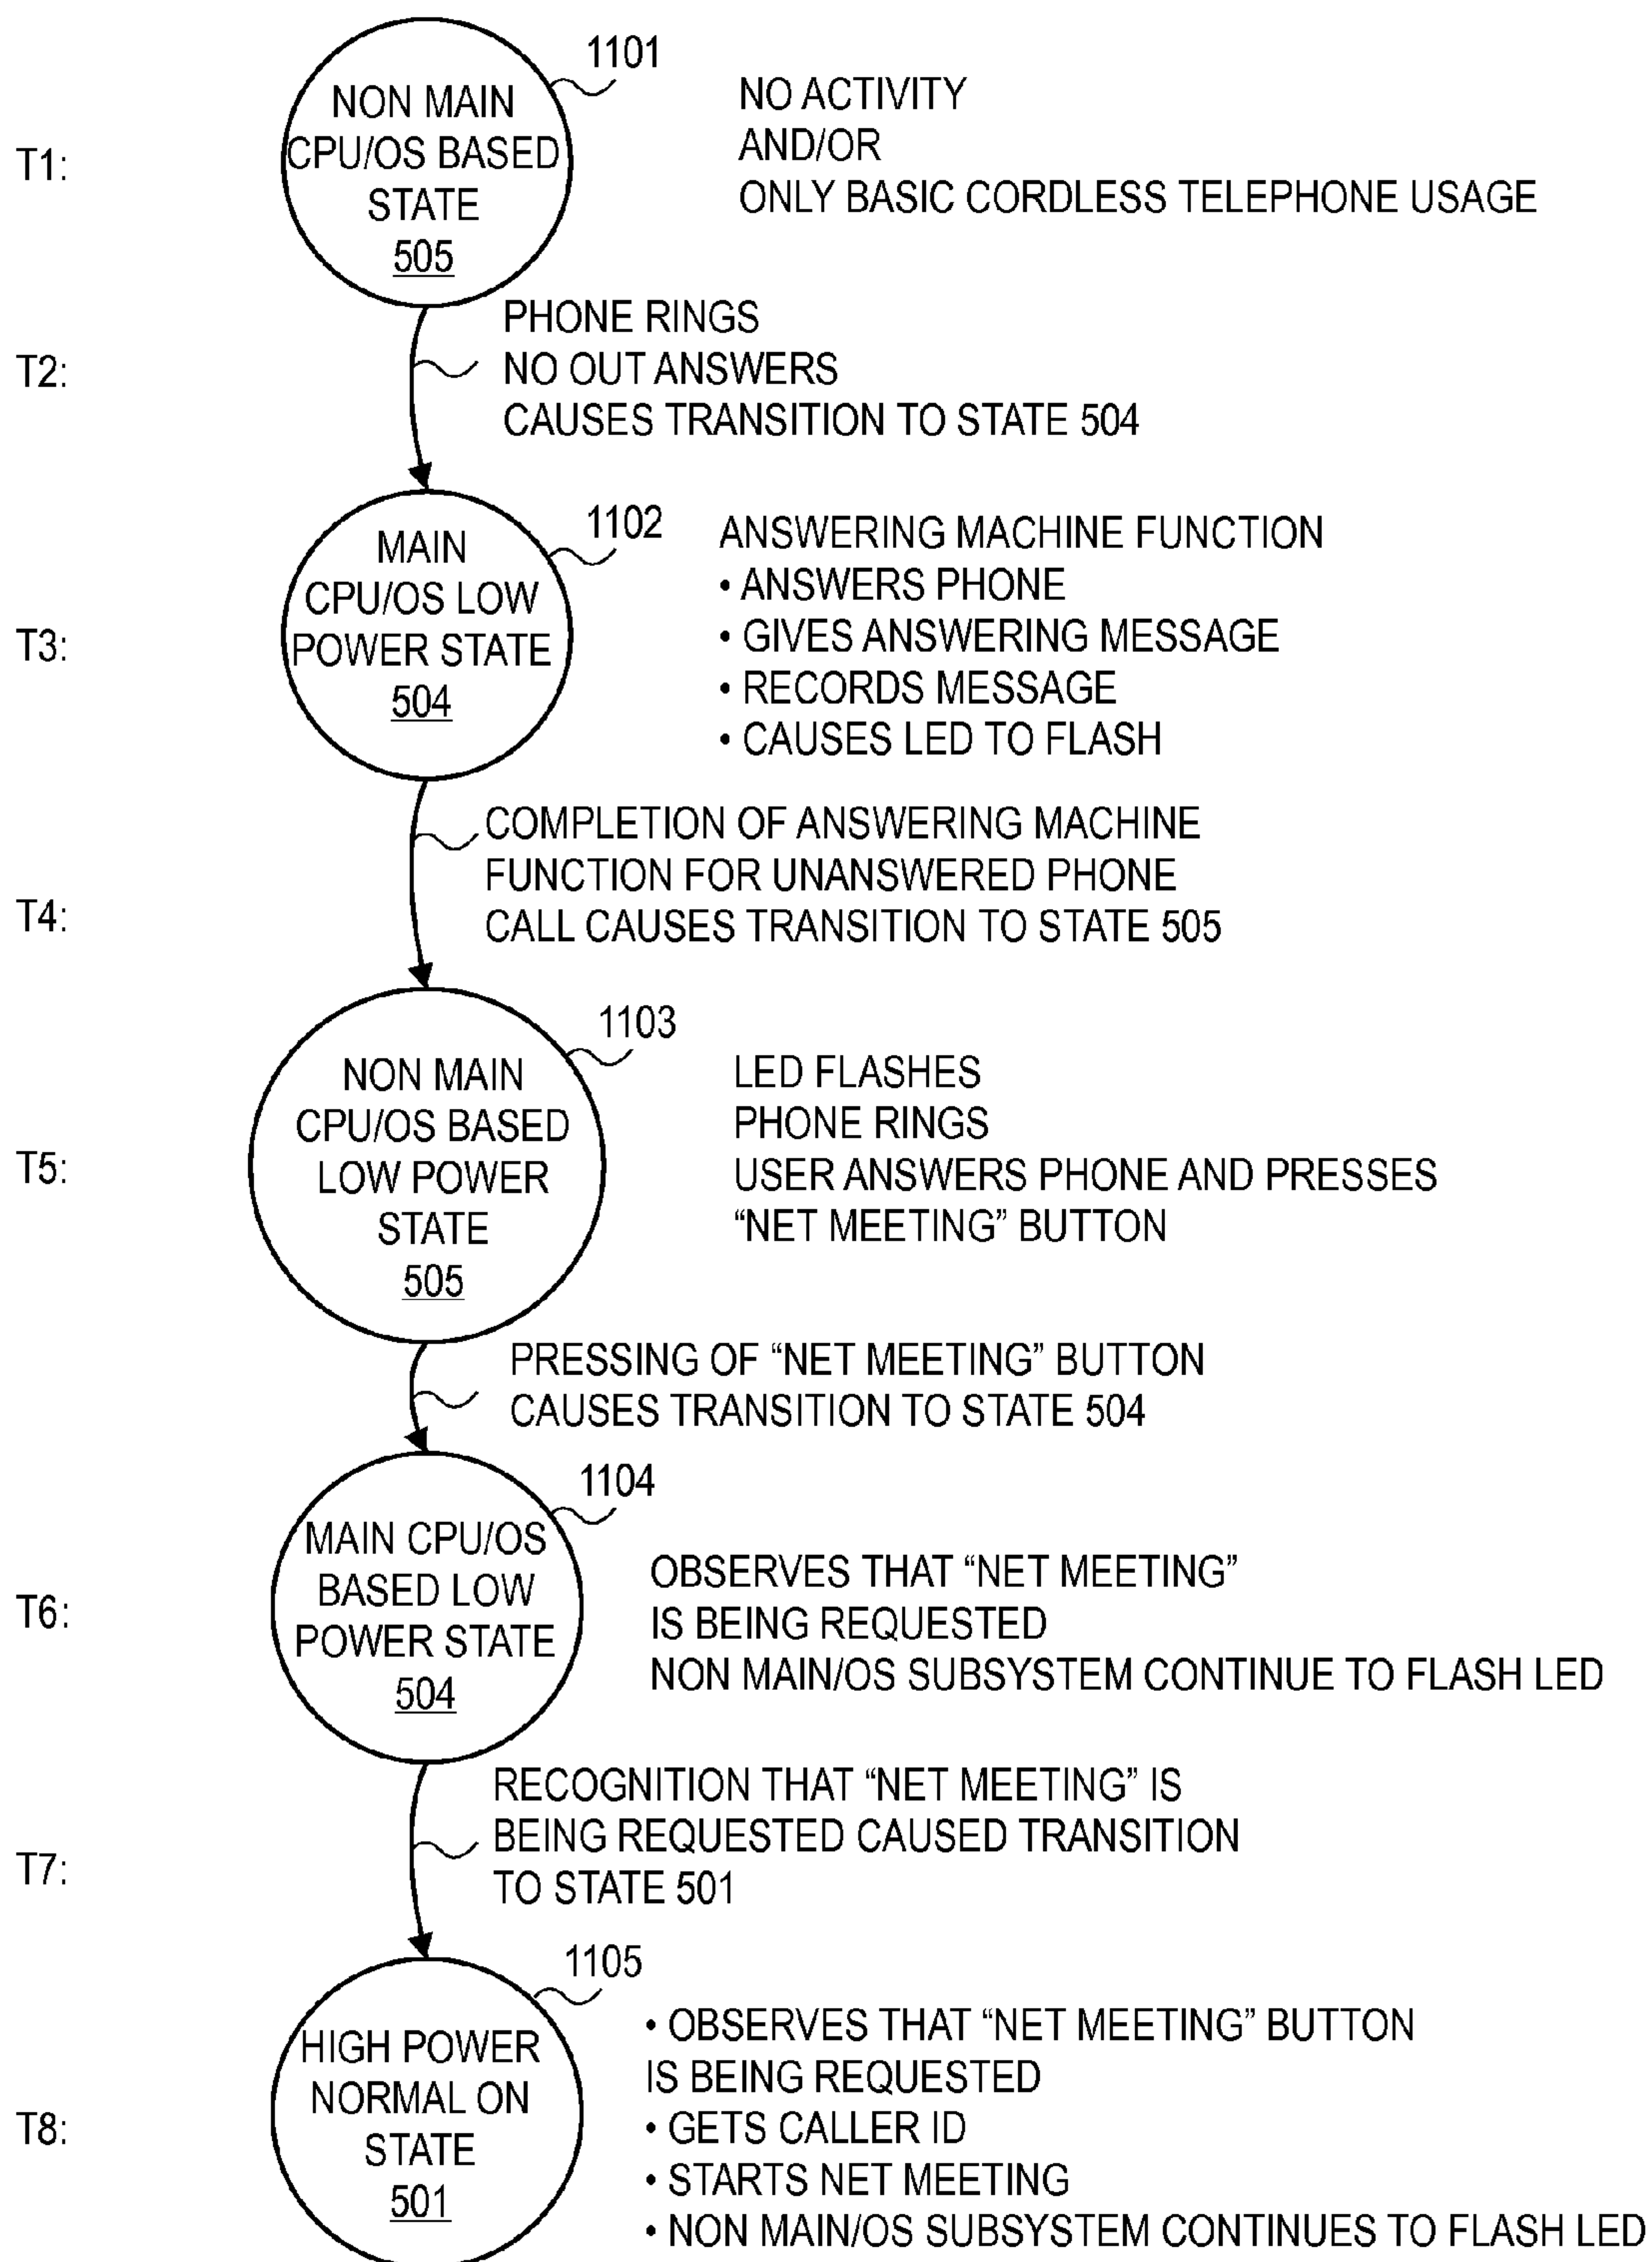 1101
NON MAIN
CPU/OS BASED
STATE
505
T1:
NO ACTIVITY
AND/OR
ONLY BASIC CORDLESS TELEPHONE USAGE
T2:
PHONE RINGS
NO OUT ANSWERS
CAUSES TRANSITION TO STATE 504
1102
MAIN
CPU/OS LOW
POWER STATE
504
T3:
ANSWERING MACHINE FUNCTION
• ANSWERS PHONE
• GIVES ANSWERING MESSAGE
• RECORDS MESSAGE
• CAUSES LED TO FLASH
T4:
COMPLETION OF ANSWERING MACHINE
FUNCTION FOR UNANSWERED PHONE
CALL CAUSES TRANSITION TO STATE 505
1103
NON MAIN
CPU/OS BASED
LOW POWER
STATE
505
T5:
LED FLASHES
PHONE RINGS
USER ANSWERS PHONE AND PRESSES
“NET MEETING” BUTTON
PRESSING OF “NET MEETING” BUTTON
CAUSES TRANSITION TO STATE 504
1104
MAIN CPU/OS
BASED LOW
POWER STATE
504
T6:
OBSERVES THAT “NET MEETING”
IS BEING REQUESTED
NON MAIN/OS SUBSYSTEM CONTINUE TO FLASH LED
T7:
RECOGNITION THAT “NET MEETING” IS
BEING REQUESTED CAUSED TRANSITION
TO STATE 501
1105
HIGH POWER
NORMAL ON
STATE
501
T8:
• OBSERVES THAT “NET MEETING” BUTTON
IS BEING REQUESTED
• GETS CALLER ID
• STARTS NET MEETING
• NON MAIN/OS SUBSYSTEM CONTINUES TO FLASH LED